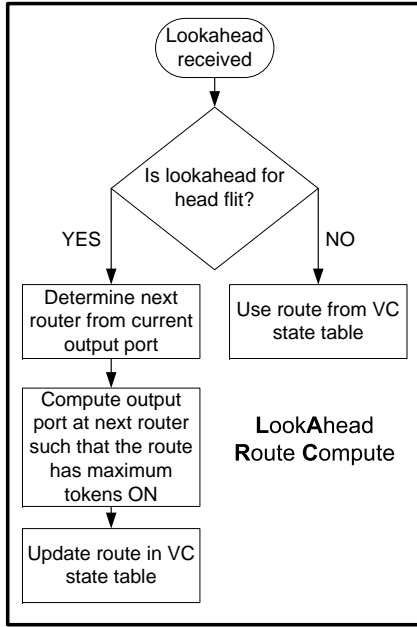 Lookahead
received
Is lookahead for
head flit?
YES
NO
Determine next
router from current
output port
Use route from VC
state table
Compute output
port at next router
such that the route
has maximum
tokens ON
LookAhead
Route Compute
Update route in VC
state table